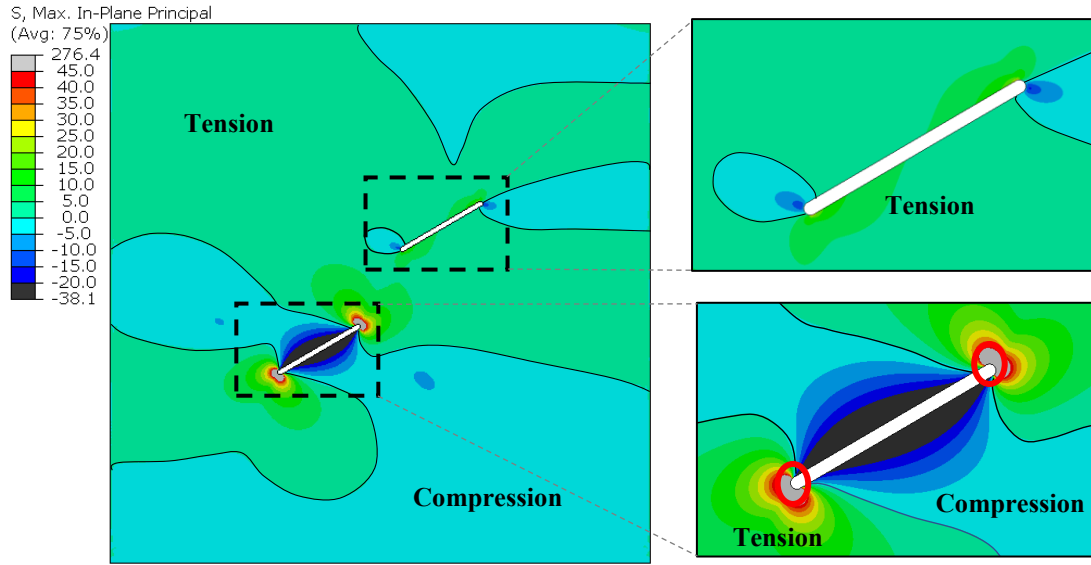 S, Max. In-Plane Principal
(Avg: 75%)
276.4
45.0
40.0
35.0
30.0
25.0
20.0
15.0
10.0
5.0
0.0
-5.0
-10.0
-15.0
-20.0
-38.1
Tension
Compression
Tension
Compression
Tension